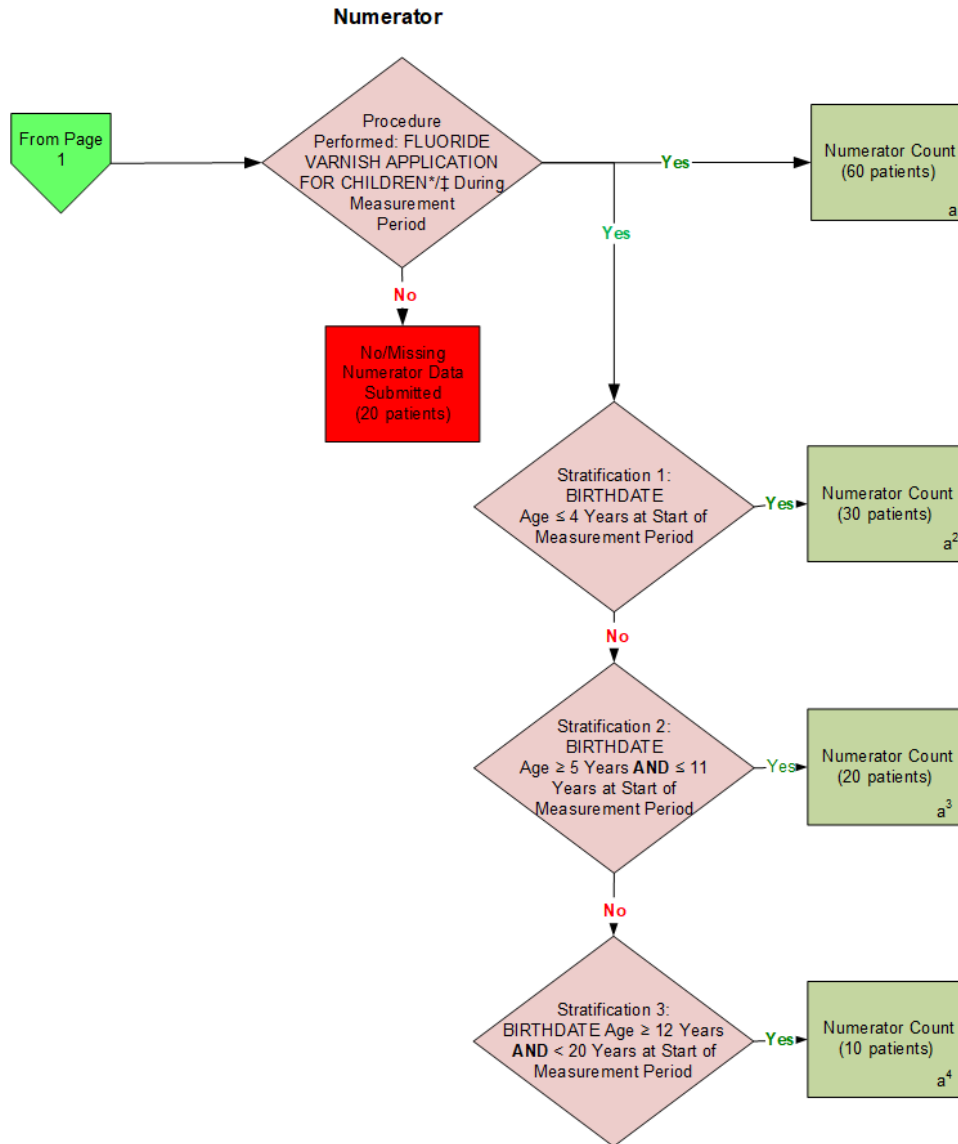 Numerator
From Page
1
Procedure
Performed: FLUORIDE
VARNISH APPLICATION
FOR CHILDREN*/‡ During
Measurement
Period
Yes
Numerator Count
(60 patients)
a
Yes
No
No/Missing
Numerator Data
Submitted
(20 patients)
Stratification 1:
BIRTHDATE
Age ≤ 4 Years at Start of
Measurement Period
Yes
Numerator Count
(30 patients)
a²
No
Stratification 2:
BIRTHDATE
Age ≥ 5 Years AND ≤ 11
Years at Start of
Measurement Period
Yes
Numerator Count
(20 patients)
a³
No
Stratification 3:
BIRTHDATE Age ≥ 12 Years
AND < 20 Years at Start of
Measurement Period
Yes
Numerator Count
(10 patients)
a⁴